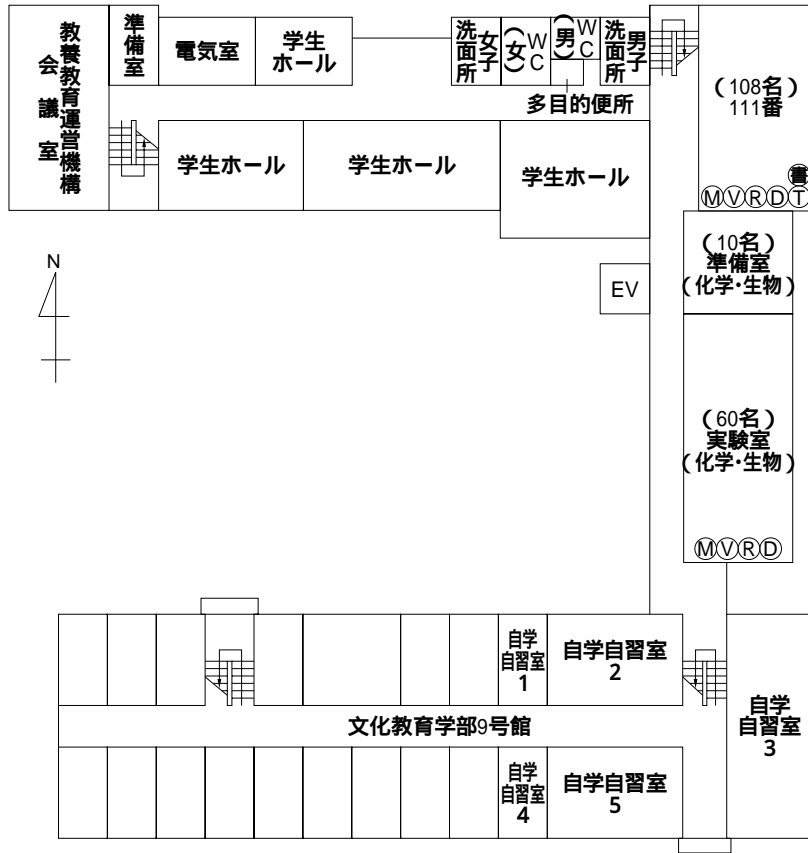 教養教育運営機構
会議室
準備室
電気室
学生
ホール
女子
洗面所
WC
（女）
WC
（男）
男子
洗面所
多目的便所
（108名）
111番
書
M V R D T
学生ホール
学生ホール
学生ホール
（10名）
準備室
（化学・生物）
N
EV
（60名）
実験室
（化学・生物）
M V R D
自学
自習室
1
自学自習室
2
自学
自習室
3
文化教育学部9号館
自学
自習室
4
自学自習室
5